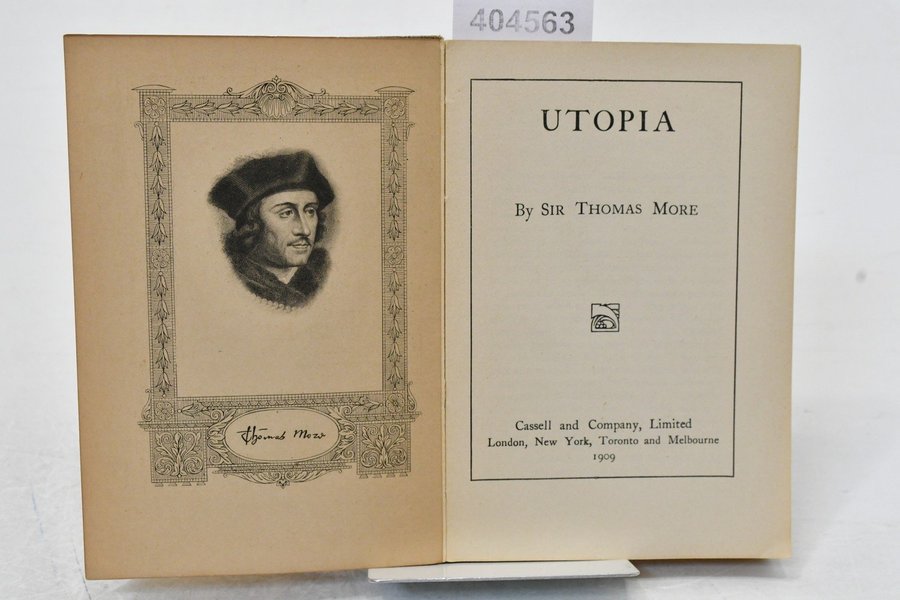 404563
Thomas More
UTOPIA
By SIR THOMAS MORE
Cassell and Company, Limited
London, New York, Toronto and Melbourne
1909